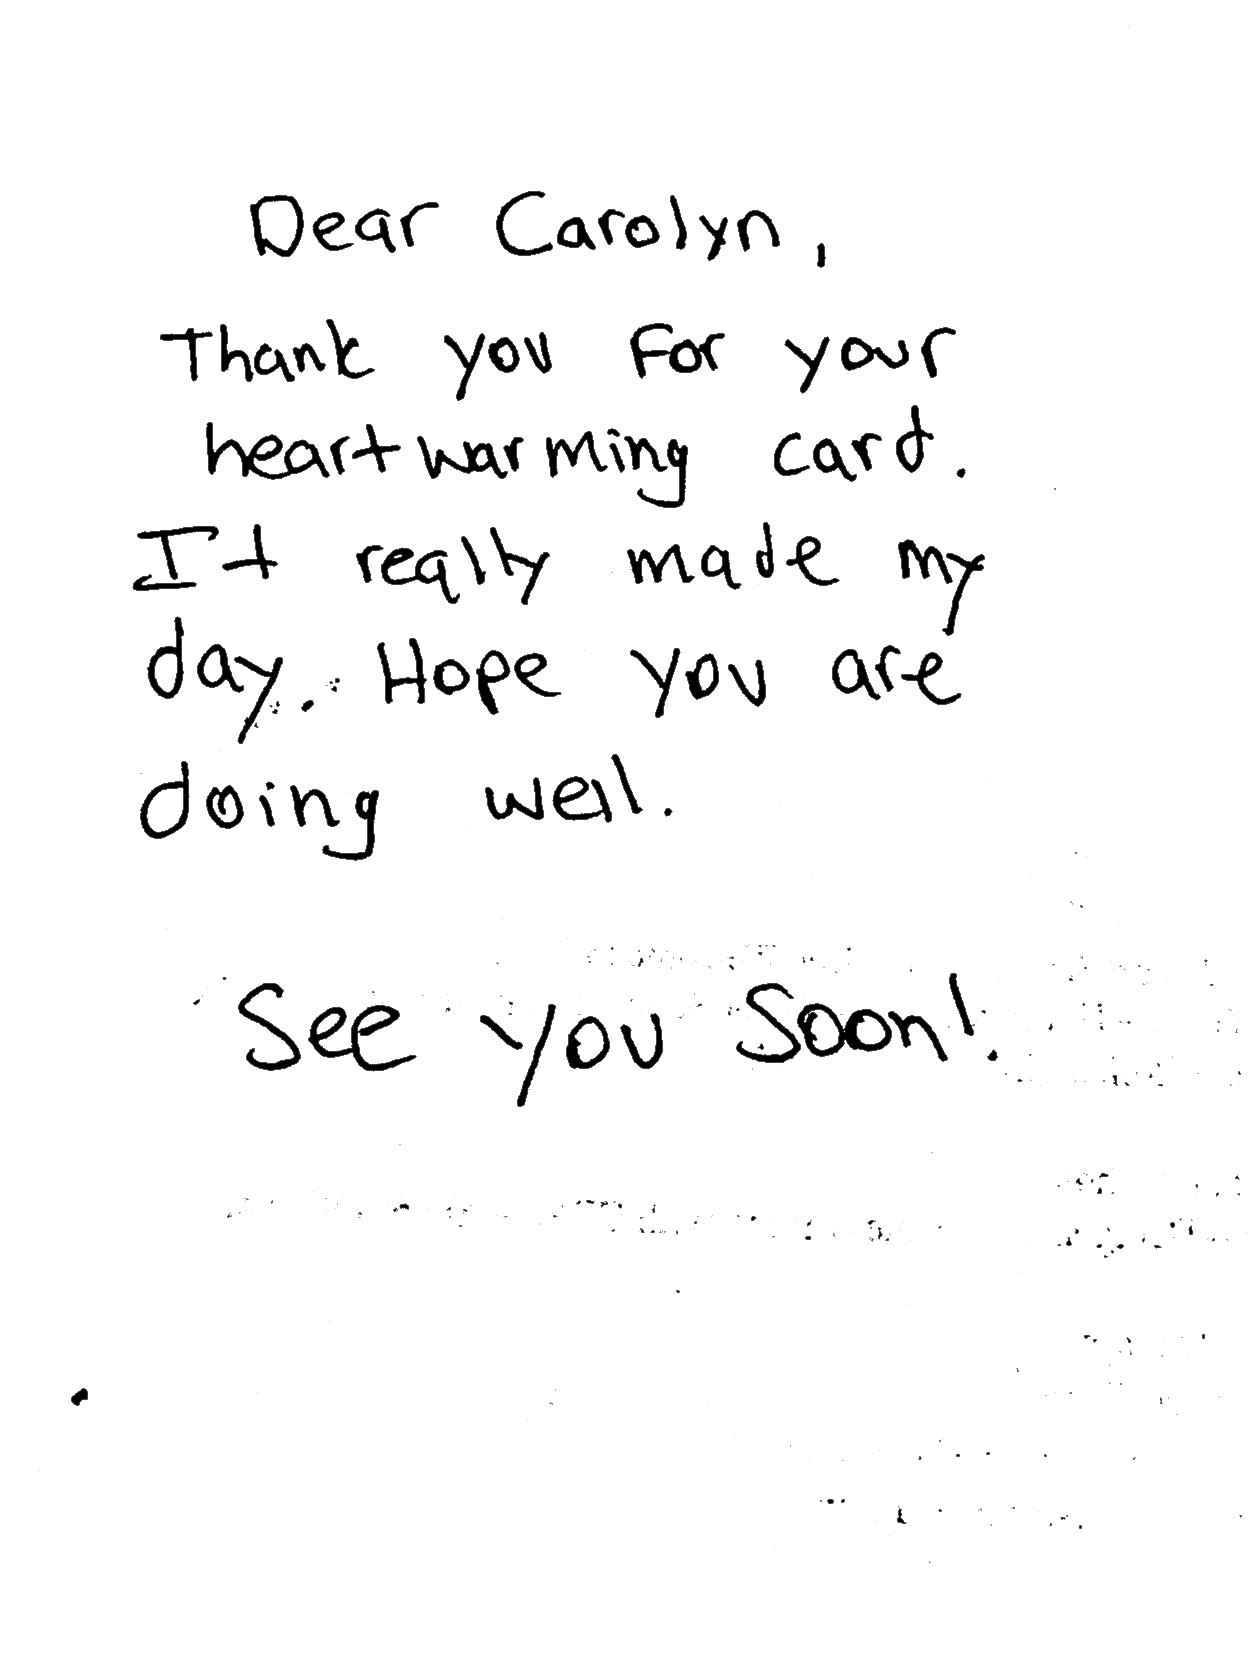 Dear Carolyn,
Thank you for your
heartwarming card.
It really made my
day. Hope you are
doing well.
See you soon!